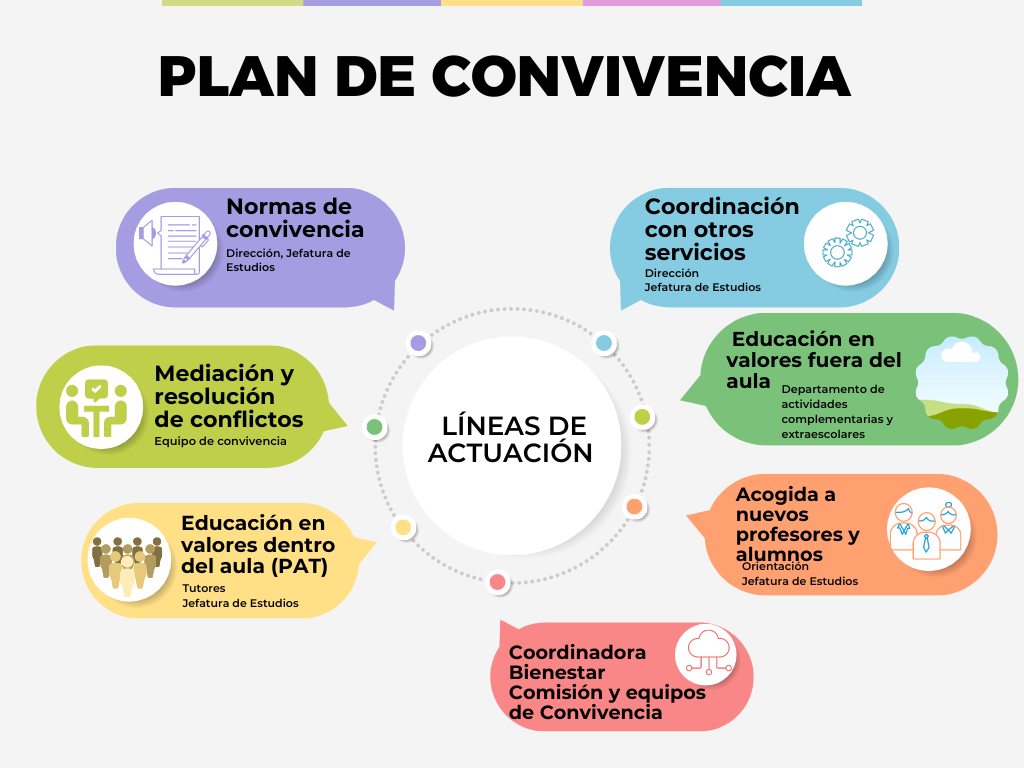 PLAN DE CONVIVENCIA
Normas de
convivencia
Dirección, Jefatura de
Estudios
Coordinación
con otros
servicios
Dirección
Jefatura de Estudios
Mediación y
resolución
de conflictos
Equipo de convivencia
LÍNEAS DE
ACTUACIÓN
Educación en
valores fuera del
aula
Departamento de
actividades
complementarias y
extraescolares
Educación en
valores dentro
del aula (PAT)
Tutores
Jefatura de Estudios
Acogida a
nuevos
profesores y
alumnos
Orientación
Jefatura de Estudios
Coordinadora
Bienestar
Comisión y equipos
de Convivencia